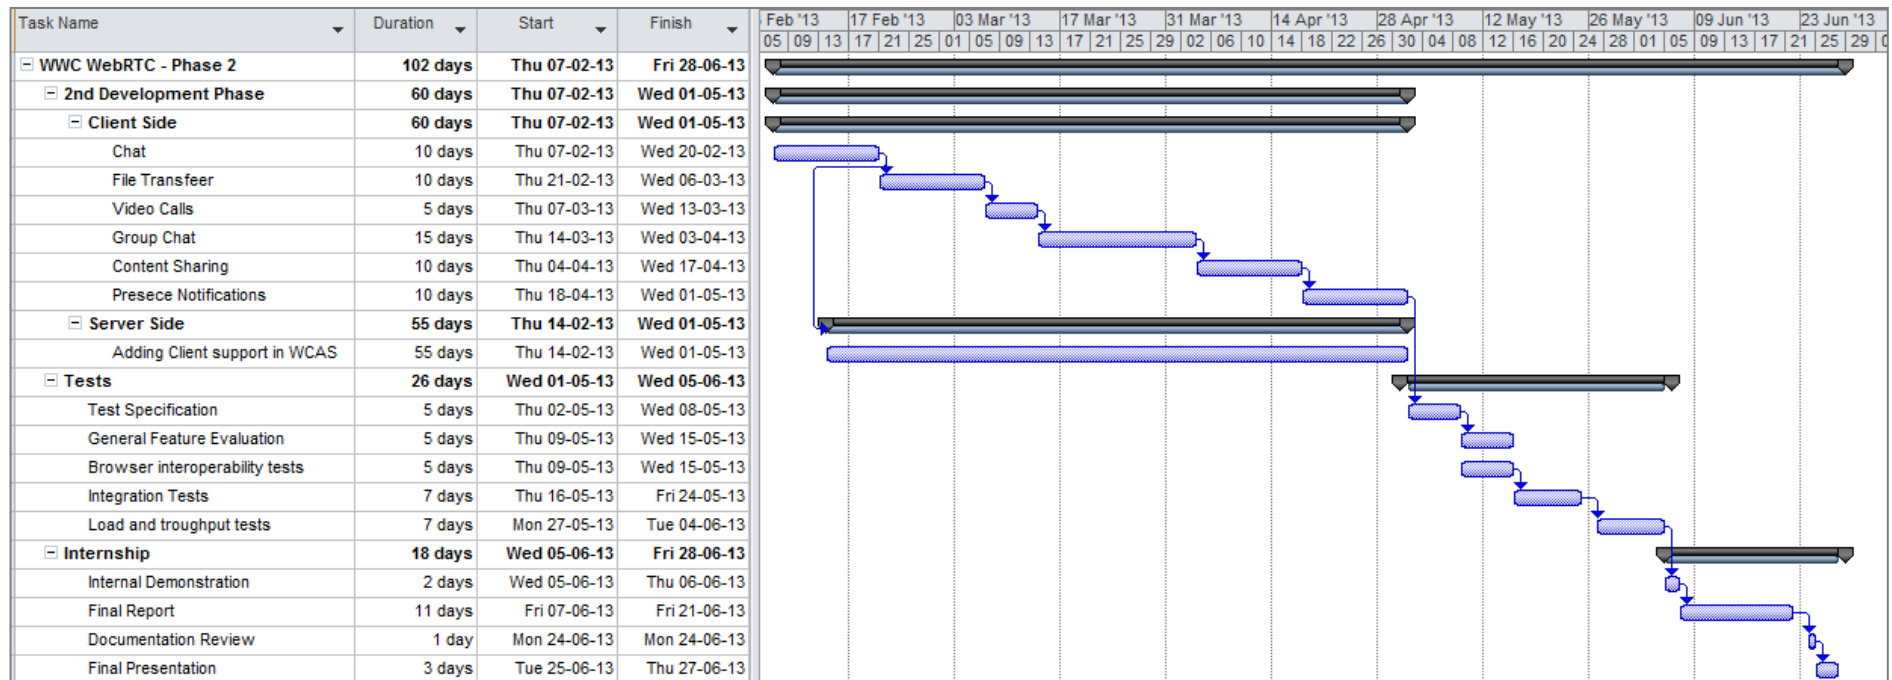 Task Name Duration Start Finish Feb '13 17 Feb '13 03 Mar '13 17 Mar '13 31 Mar '13 14 Apr '13 28 Apr '13 12 May '13 26 May '13 09 Jun '13 23 Jun '13
05 09 13 17 21 25 01 05 09 13 17 21 25 29 02 06 10 14 18 22 26 30 04 08 12 16 20 24 28 01 05 09 13 17 21 25 29
WWC WebRTC - Phase 2 102 days Thu 07-02-13 Fri 28-06-13
2nd Development Phase 60 days Thu 07-02-13 Wed 01-05-13
Client Side 60 days Thu 07-02-13 Wed 01-05-13
Chat 10 days Thu 07-02-13 Wed 20-02-13
File Transfeer 10 days Thu 21-02-13 Wed 06-03-13
Video Calls 5 days Thu 07-03-13 Wed 13-03-13
Group Chat 15 days Thu 14-03-13 Wed 03-04-13
Content Sharing 10 days Thu 04-04-13 Wed 17-04-13
Presece Notifications 10 days Thu 18-04-13 Wed 01-05-13
Server Side 55 days Thu 14-02-13 Wed 01-05-13
Adding Client support in WCAS 55 days Thu 14-02-13 Wed 01-05-13
Tests 26 days Wed 01-05-13 Wed 05-06-13
Test Specification 5 days Thu 02-05-13 Wed 08-05-13
General Feature Evaluation 5 days Thu 09-05-13 Wed 15-05-13
Browser interoperability tests 5 days Thu 09-05-13 Wed 15-05-13
Integration Tests 7 days Thu 16-05-13 Fri 24-05-13
Load and troughput tests 7 days Mon 27-05-13 Tue 04-06-13
Internship 18 days Wed 05-06-13 Fri 28-06-13
Internal Demonstration 2 days Wed 05-06-13 Thu 06-06-13
Final Report 11 days Fri 07-06-13 Fri 21-06-13
Documentation Review 1 day Mon 24-06-13 Mon 24-06-13
Final Presentation 3 days Tue 25-06-13 Thu 27-06-13